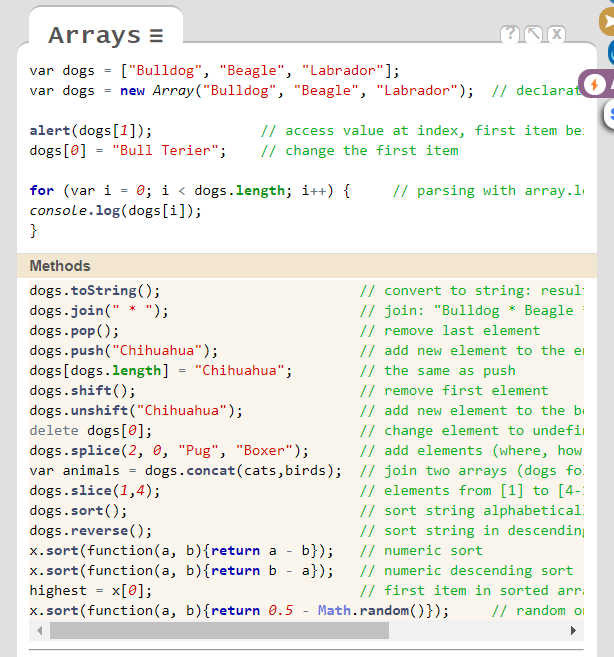 Arrays ≡
? x
var dogs = ["Bulldog", "Beagle", "Labrador"];
var dogs = new Array("Bulldog", "Beagle", "Labrador");  // declarat
alert(dogs[1]);             // access value at index, first item be
dogs[0] = "Bull Terier";    // change the first item
for (var i = 0; i < dogs.length; i++) {     // parsing with array.l
console.log(dogs[i]);
}
Methods
dogs.toString();                        // convert to string: resul
dogs.join(" * ");                       // join: "Bulldog * Beagle
dogs.pop();                             // remove last element
dogs.push("Chihuahua");                 // add new element to the
dogs[dogs.length] = "Chihuahua";        // the same as push
dogs.shift();                           // remove first element
dogs.unshift("Chihuahua");              // add new element to the
delete dogs[0];                         // change element to undefi
dogs.splice(2, 0, "Pug", "Boxer");      // add elements (where, how
var animals = dogs.concat(cats,birds);  // join two arrays (dogs fo
dogs.slice(1,4);                        // elements from [1] to [4-
dogs.sort();                            // sort string alphabetical
dogs.reverse();                         // sort string in descending
x.sort(function(a, b){return a - b});   // numeric sort
x.sort(function(a, b){return b - a});   // numeric descending sort
highest = x[0];                         // first item in sorted arr
x.sort(function(a, b){return 0.5 - Math.random()});     // random o